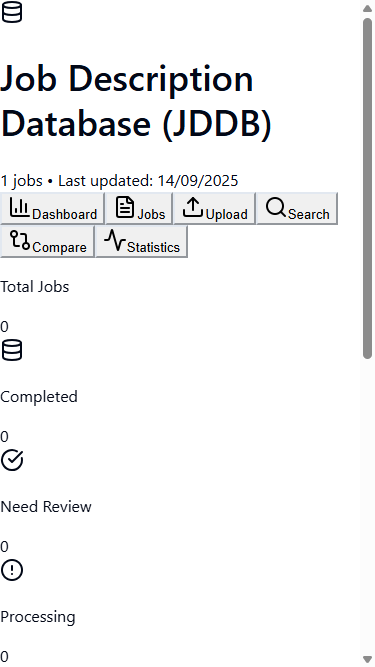 Job Description
Database (JDDB)
1 jobs • Last updated: 14/09/2025
Dashboard Jobs Upload Search
Compare Statistics
Total Jobs
0
Completed
0
Need Review
0
Processing
0